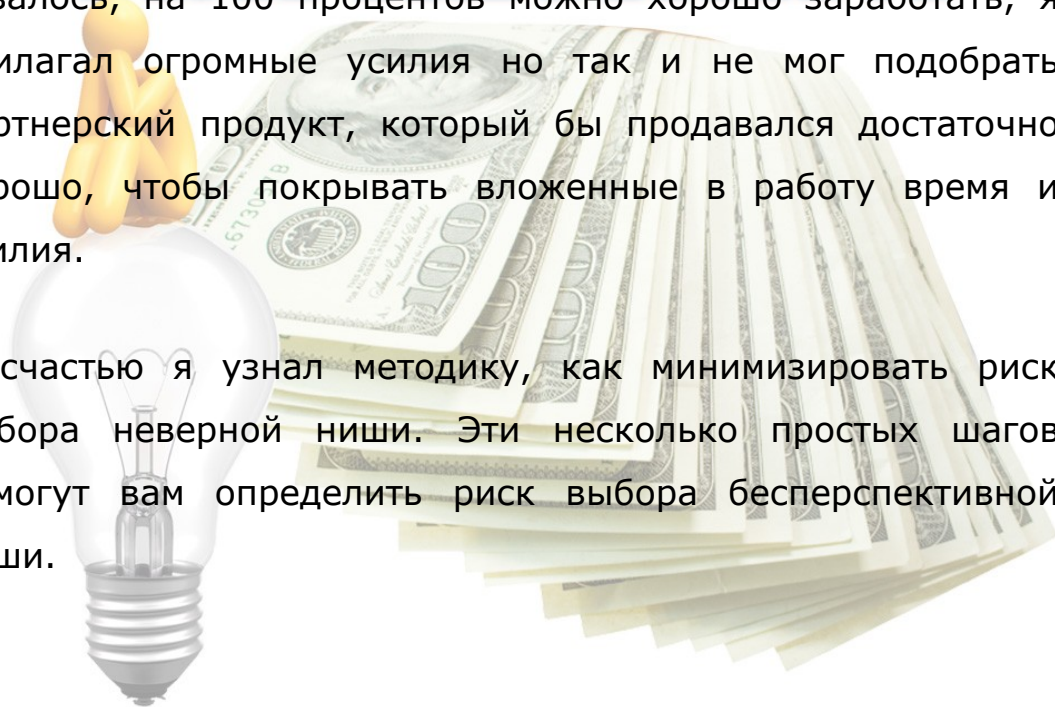 валось, на 100 процентов можно хорошо заработать, я
илагал огромные усилия но так и не мог подобрать
ртнерский продукт, который бы продавался достаточно
рошо, чтобы покрывать вложенные в работу время и
илия.
счастью я узнал методику, как минимизировать риск
бора неверной ниши. Эти несколько простых шагов
могут вам определить риск выбора бесперспективной
ши.
100